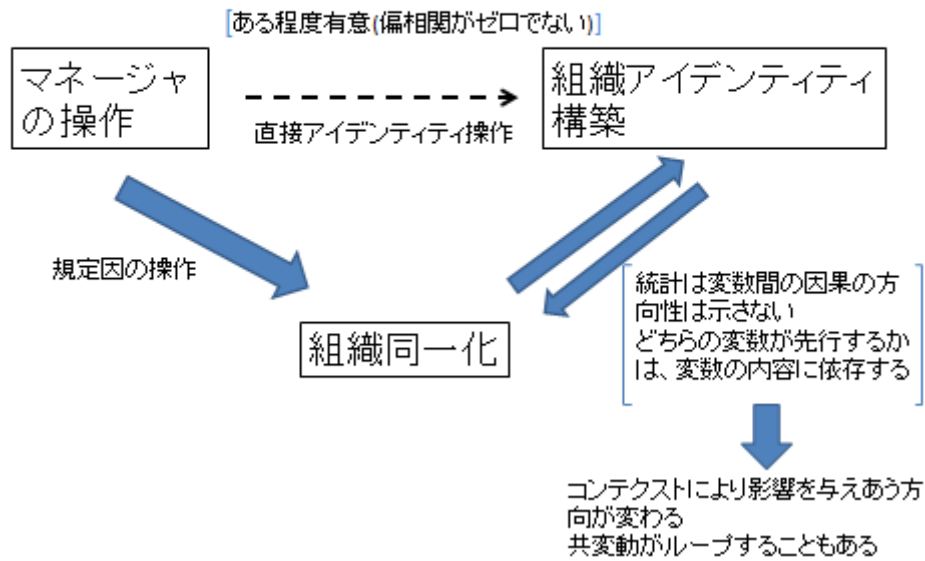 [ある程度有意(偏相関がゼロでない)]
マネージャ
の操作
組織アイデンティティ
構築
直接アイデンティティ操作
規定因の操作
組織同一化
統計は変数間の因果の方
向性は示さない
どちらの変数が先行するか
は、変数の内容に依存する
コンテクストにより影響を与えあう方
向が変わる
共変動がループすることもある